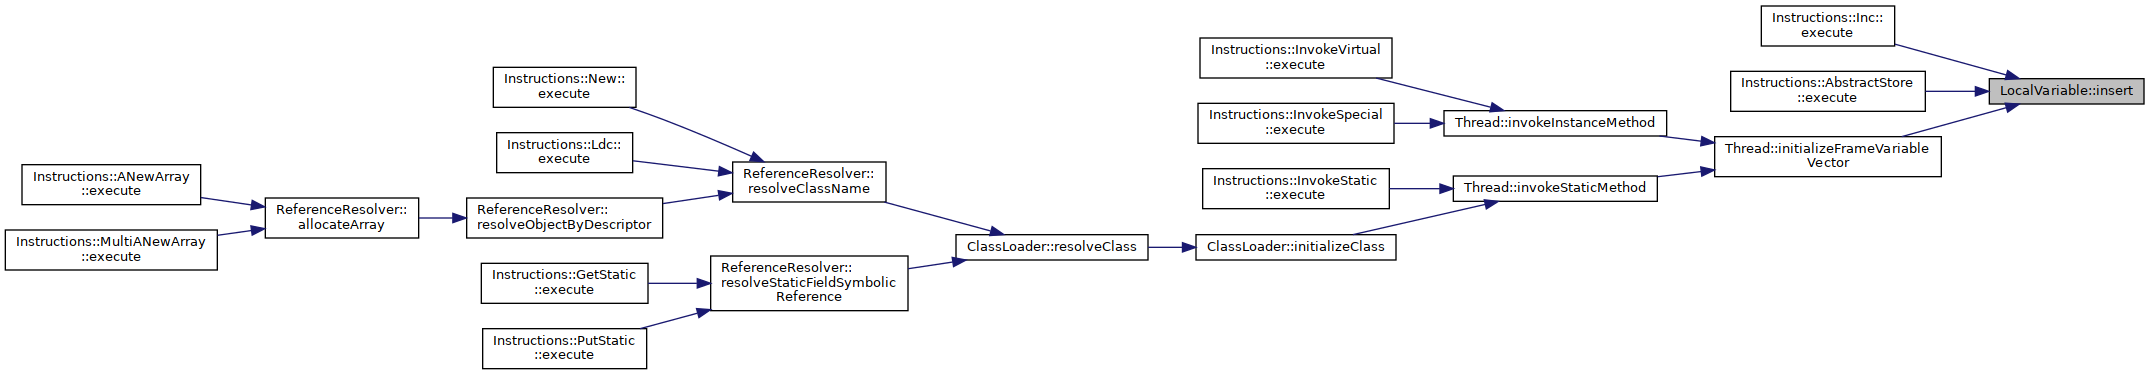 Instructions::Inc::
execute
Instructions::AbstractStore
::execute
LocalVariable::insert
Instructions::InvokeVirtual
::execute
Instructions::InvokeSpecial
::execute
Thread::invokeInstanceMethod
Thread::initializeFrameVariable
Vector
Instructions::InvokeStatic
::execute
Thread::invokeStaticMethod
ClassLoader::initializeClass
ClassLoader::resolveClass
Instructions::New::
execute
Instructions::Ldc::
execute
ReferenceResolver::
resolveClassName
ReferenceResolver::
resolveObjectByDescriptor
ReferenceResolver::
allocateArray
Instructions::ANewArray
::execute
Instructions::MultiANewArray
::execute
ReferenceResolver::
resolveStaticFieldSymbolic
Reference
Instructions::GetStatic
::execute
Instructions::PutStatic
::execute